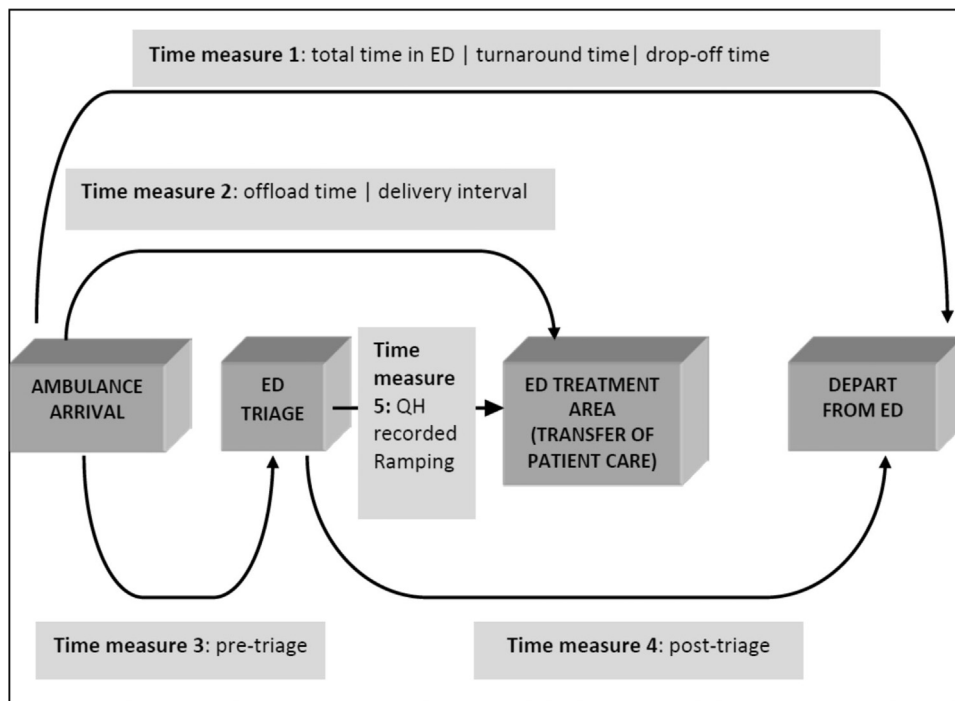 Time measure 1: total time in ED | turnaround time| drop-off time
Time measure 2: offload time | delivery interval
AMBULANCE
ARRIVAL
ED
TRIAGE
Time
measure
5: QH
recorded
Ramping
ED TREATMENT
AREA
(TRANSFER OF
PATIENT CARE)
DEPART
FROM ED
Time measure 3: pre-triage
Time measure 4: post-triage